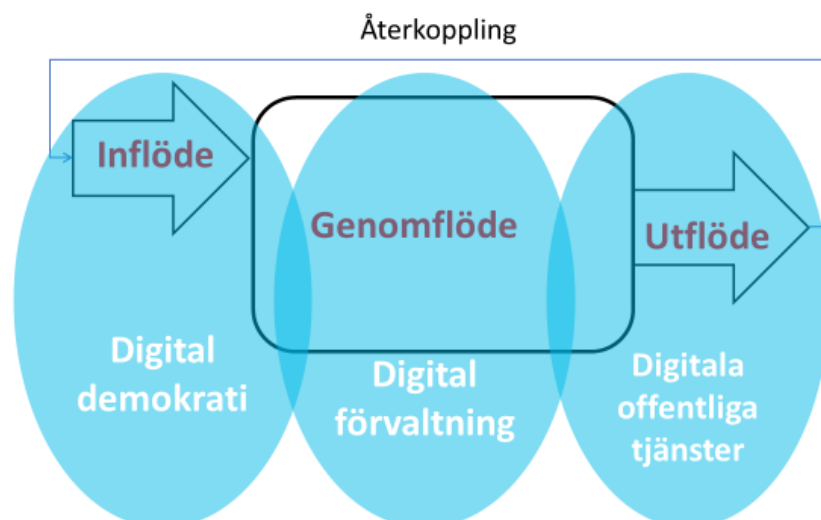 Återkoppling
Inflöde
Genomflöde
Utflöde
Digital
demokrati
Digital
förvaltning
Digitala
offentliga
tjänster